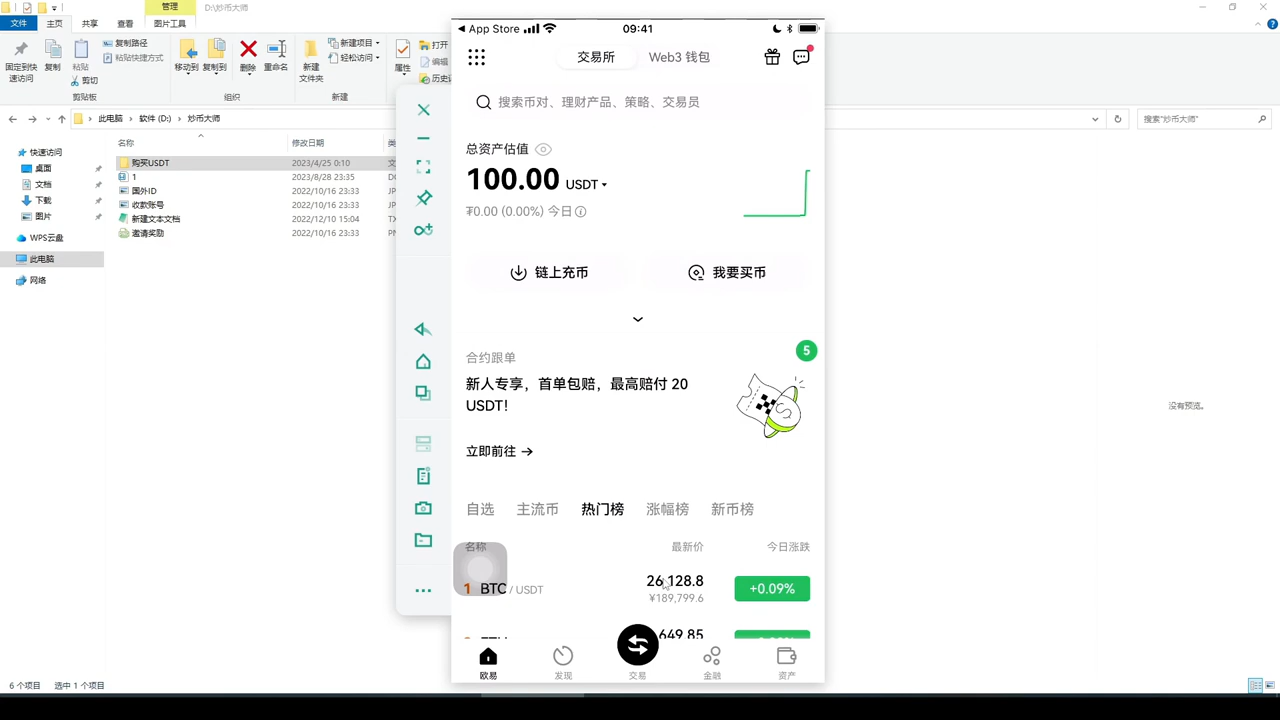 管理
D:\炒币大师
文件
主页
共享
查看
图片工具
固定到快速访问
复制
粘贴
复制路径
粘贴快捷方式
剪切
剪贴板
移动到
复制到
删除
重命名
组织
新建文件夹
新建项目
轻松访问
新建
属性
打开
编辑
此电脑
软件 (D:)
炒币大师
搜索"炒币大师"
快速访问
桌面
文档
下载
图片
WPS云盘
此电脑
网络
名称
修改日期
购买USDT
2023/4/25 0:10
1
2023/8/28 23:35
国外ID
2022/10/16 23:33
JP
收款账号
2022/10/16 23:33
JP
新建文本文档
2022/12/10 15:04
TX
邀请奖励
2022/10/16 23:33
没有预览。
6 个项目
选中 1 个项目
App Store
09:41
交易所
Web3 钱包
搜索币对、理财产品、策略、交易员
总资产估值
100.00 USDT
₮0.00 (0.00%) 今日
链上充币
我要买币
合约跟单
5
新人专享，首单包赔，最高赔付 20
USDT！
立即前往
自选
主流币
热门榜
涨幅榜
新币榜
名称
最新价
今日涨跌
1
BTC / USDT
26,128.8
¥189,799.6
+0.09%
欧易
发现
交易
金融
资产